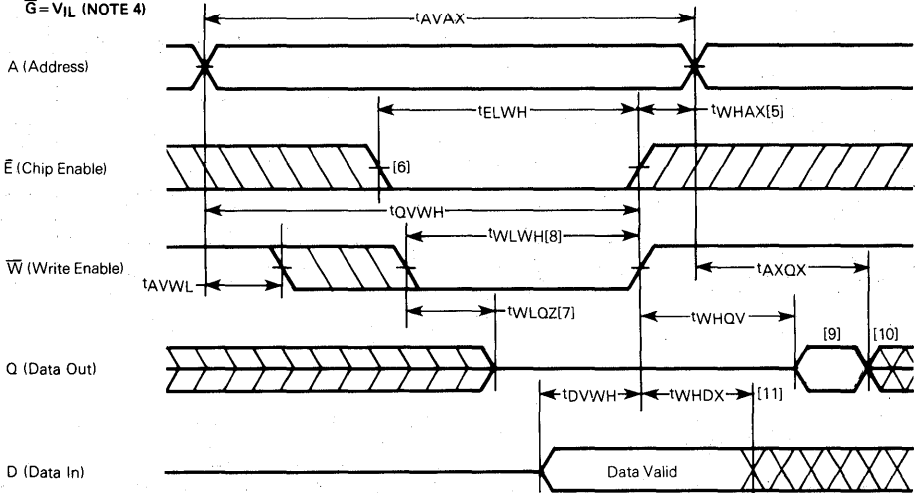 G̅=VIL (NOTE 4)
tAVAX
A (Address)
tELWH
tWHAX[5]
E̅ (Chip Enable)
[6]
tQVWH
tWLWH[8]
W̅ (Write Enable)
tAVWL
tAXQX
tWLQZ[7]
tWHQV
[9]
[10]
Q (Data Out)
tDVWH
tWHDX
[11]
D (Data In)
Data Valid